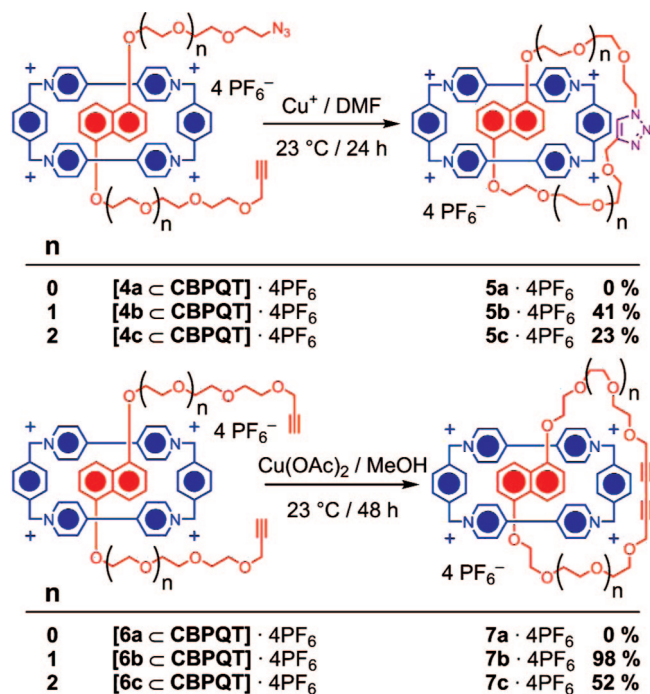 O O n O N₃
+ N N +
4 PF₆⁻
Cu⁺ / DMF
23 °C / 24 h
+ N N +
O O n O O
O O n O
+ N N +
N N N
+ N N +
O O n O
4 PF₆⁻
n
0 [4a ⊂ CBPQT] · 4PF₆ 5a · 4PF₆ 0 %
1 [4b ⊂ CBPQT] · 4PF₆ 5b · 4PF₆ 41 %
2 [4c ⊂ CBPQT] · 4PF₆ 5c · 4PF₆ 23 %
O O n O O
4 PF₆⁻
+ N N +
Cu(OAc)₂ / MeOH
23 °C / 48 h
+ N N +
O O n O O
O n O
O O
+ N N +
+ N N +
O O n O
4 PF₆⁻
n
0 [6a ⊂ CBPQT] · 4PF₆ 7a · 4PF₆ 0 %
1 [6b ⊂ CBPQT] · 4PF₆ 7b · 4PF₆ 98 %
2 [6c ⊂ CBPQT] · 4PF₆ 7c · 4PF₆ 52 %